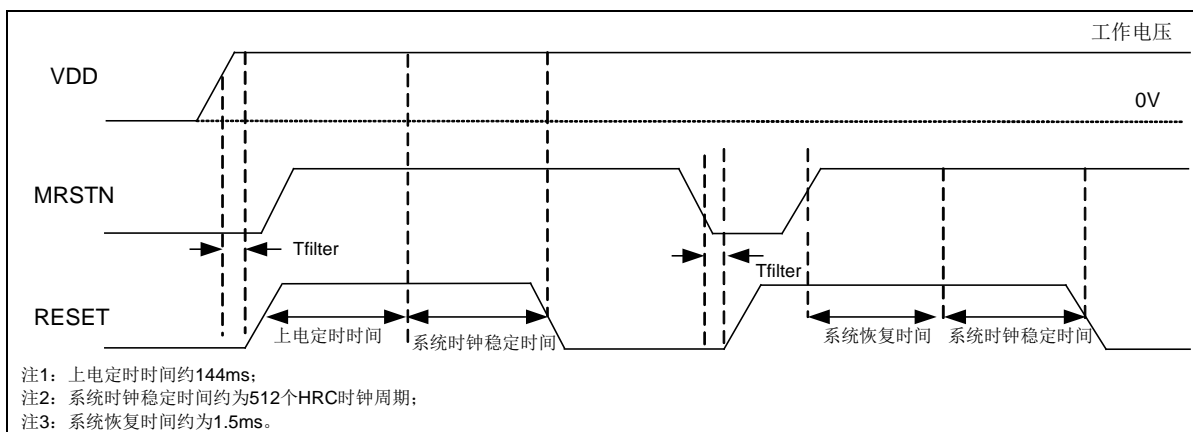 工作电压
VDD
0V
MRSTN
Tfilter
Tfilter
RESET
上电定时时间
系统时钟稳定时间
系统恢复时间
系统时钟稳定时间
注1：上电定时时间约144ms；
注2：系统时钟稳定时间约为512个HRC时钟周期；
注3：系统恢复时间约为1.5ms。